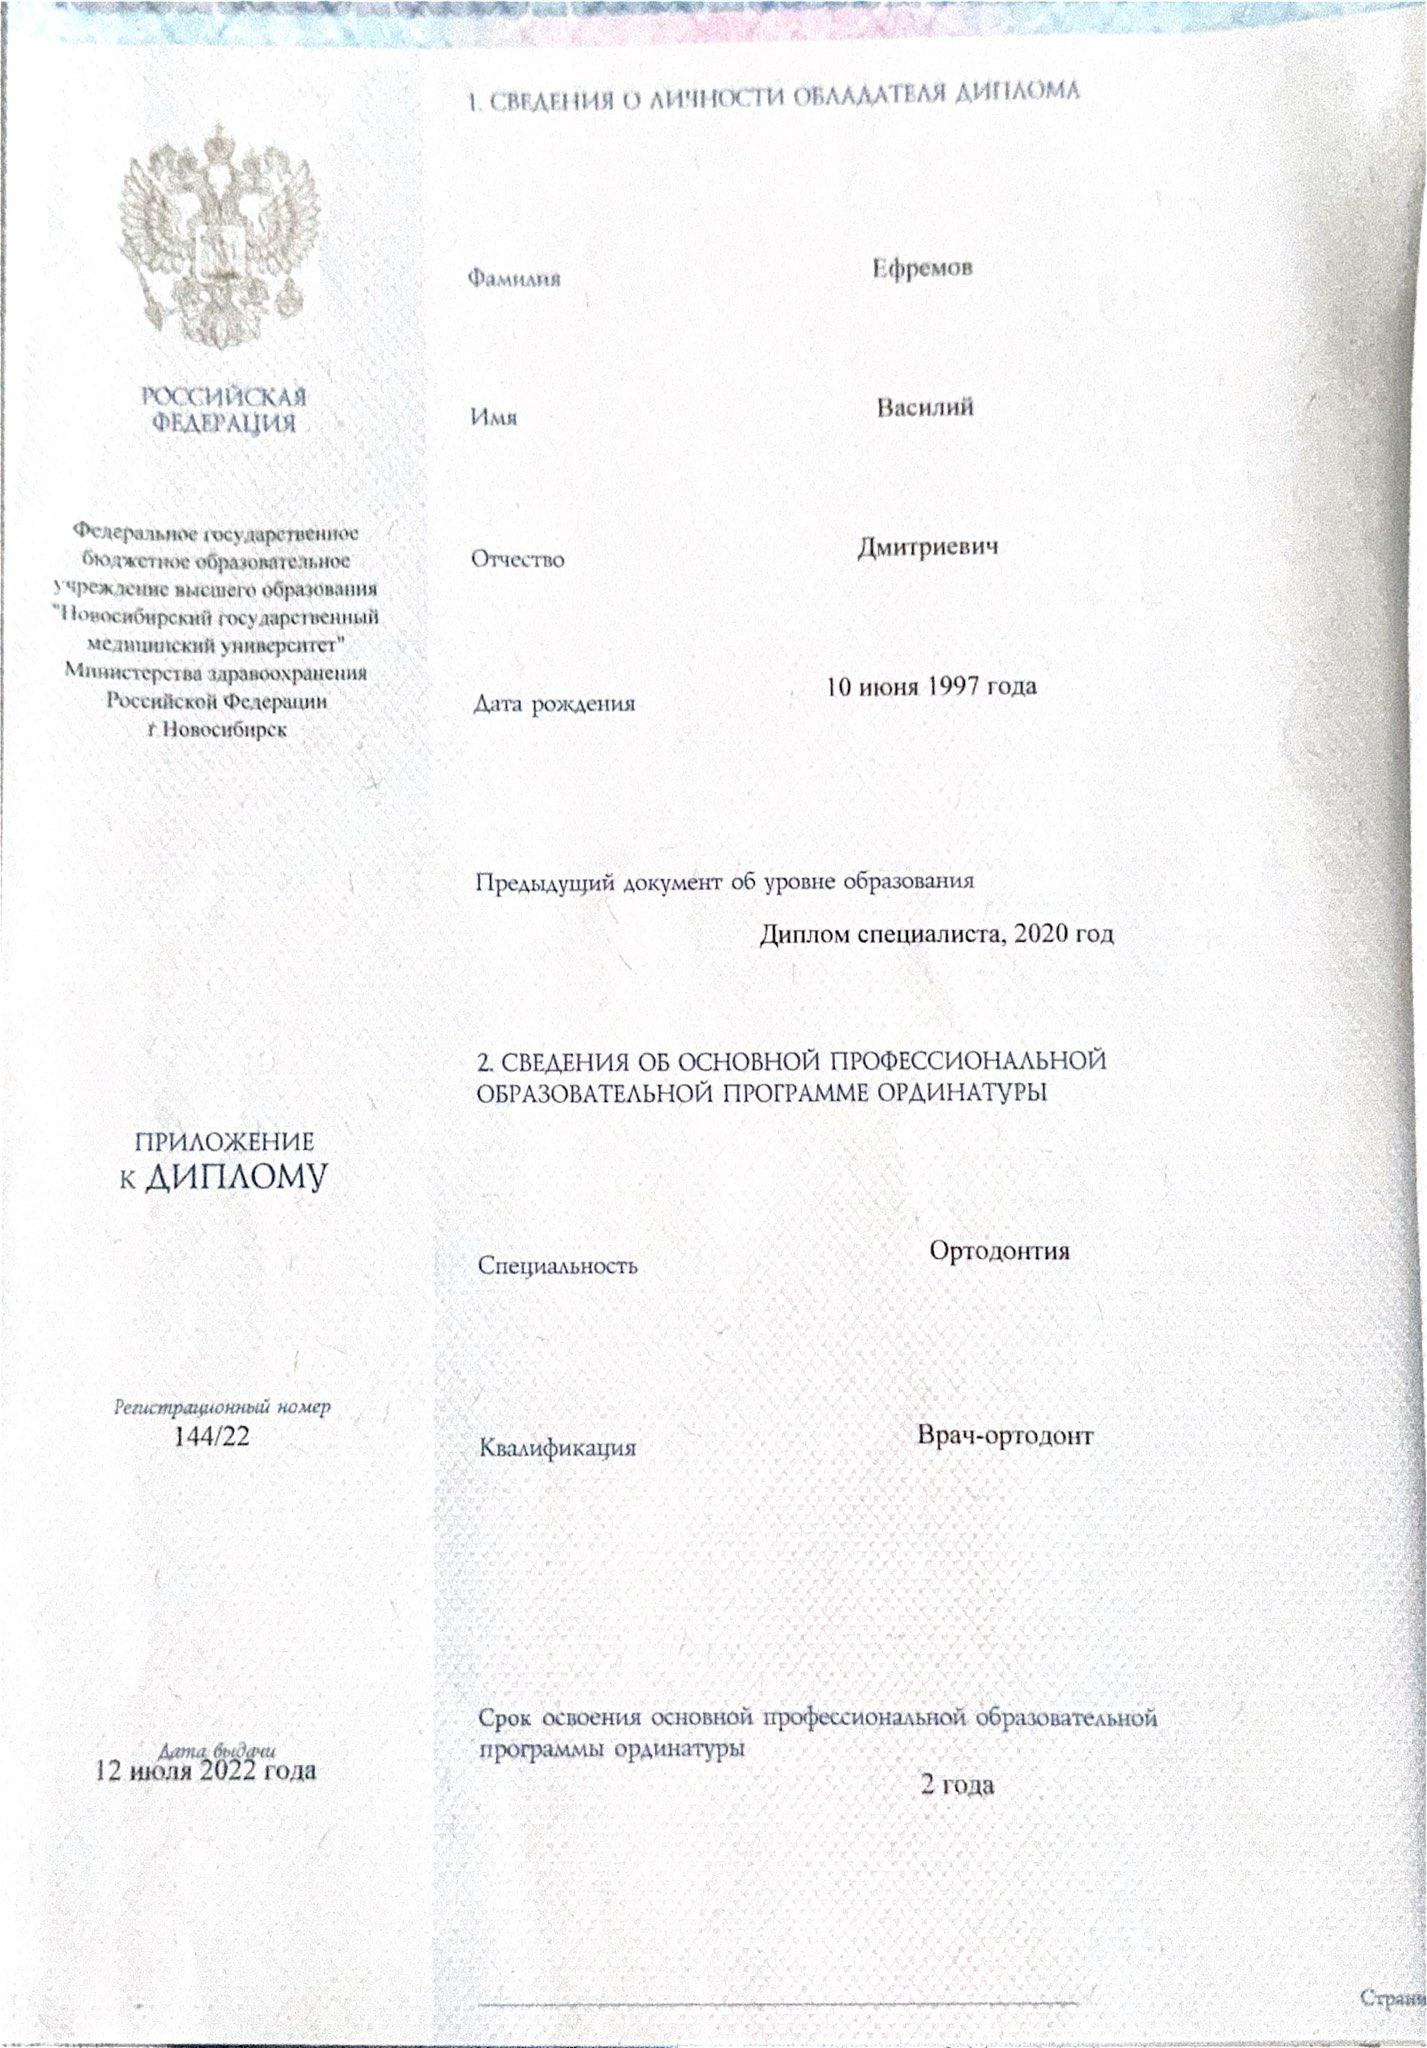 РОССИЙСКАЯ
ФЕДЕРАЦИЯ
Федеральное государственное
бюджетное образовательное
учреждение высшего образования
"Новосибирский государственный
медицинский университет"
Министерства здравоохранения
Российской Федерации
г Новосибирск
ПРИЛОЖЕНИЕ
к ДИПЛОМУ
Регистрационный номер
144/22
Дата выдачи
12 июля 2022 года
1. СВЕДЕНИЯ О ЛИЧНОСТИ ОБЛАДАТЕЛЯ ДИПЛОМА
Фамилия Ефремов
Имя Василий
Отчество Дмитриевич
Дата рождения 10 июня 1997 года
Предыдущий документ об уровне образования
Диплом специалиста, 2020 год
2. СВЕДЕНИЯ ОБ ОСНОВНОЙ ПРОФЕССИОНАЛЬНОЙ
ОБРАЗОВАТЕЛЬНОЙ ПРОГРАММЕ ОРДИНАТУРЫ
Специальность Ортодонтия
Квалификация Врач-ортодонт
Срок освоения основной профессиональной образовательной
программы ординатуры
2 года